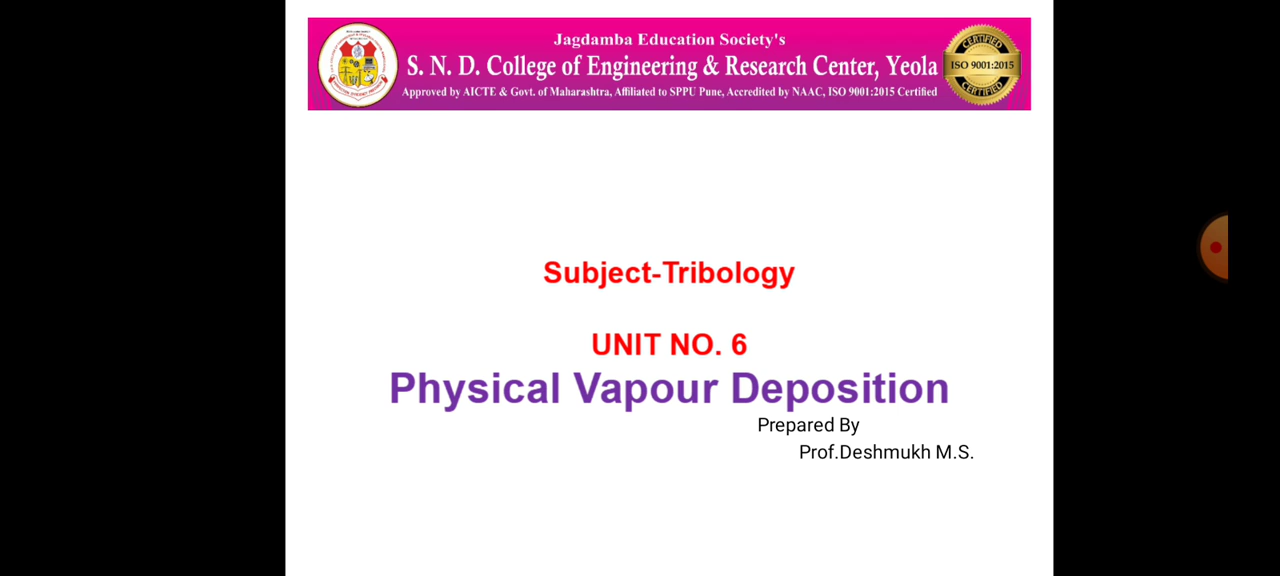 Jagdamba Education Society's
S. N. D. College of Engineering & Research Center, Yeola
Approved by AICTE & Govt. of Maharashtra, Affiliated to SPPU Pune, Accredited by NAAC, ISO 9001:2015 Certified
CERTIFIED
ISO 9001:2015
CERTIFIED
Subject-Tribology
UNIT NO. 6
Physical Vapour Deposition
Prepared By
Prof.Deshmukh M.S.